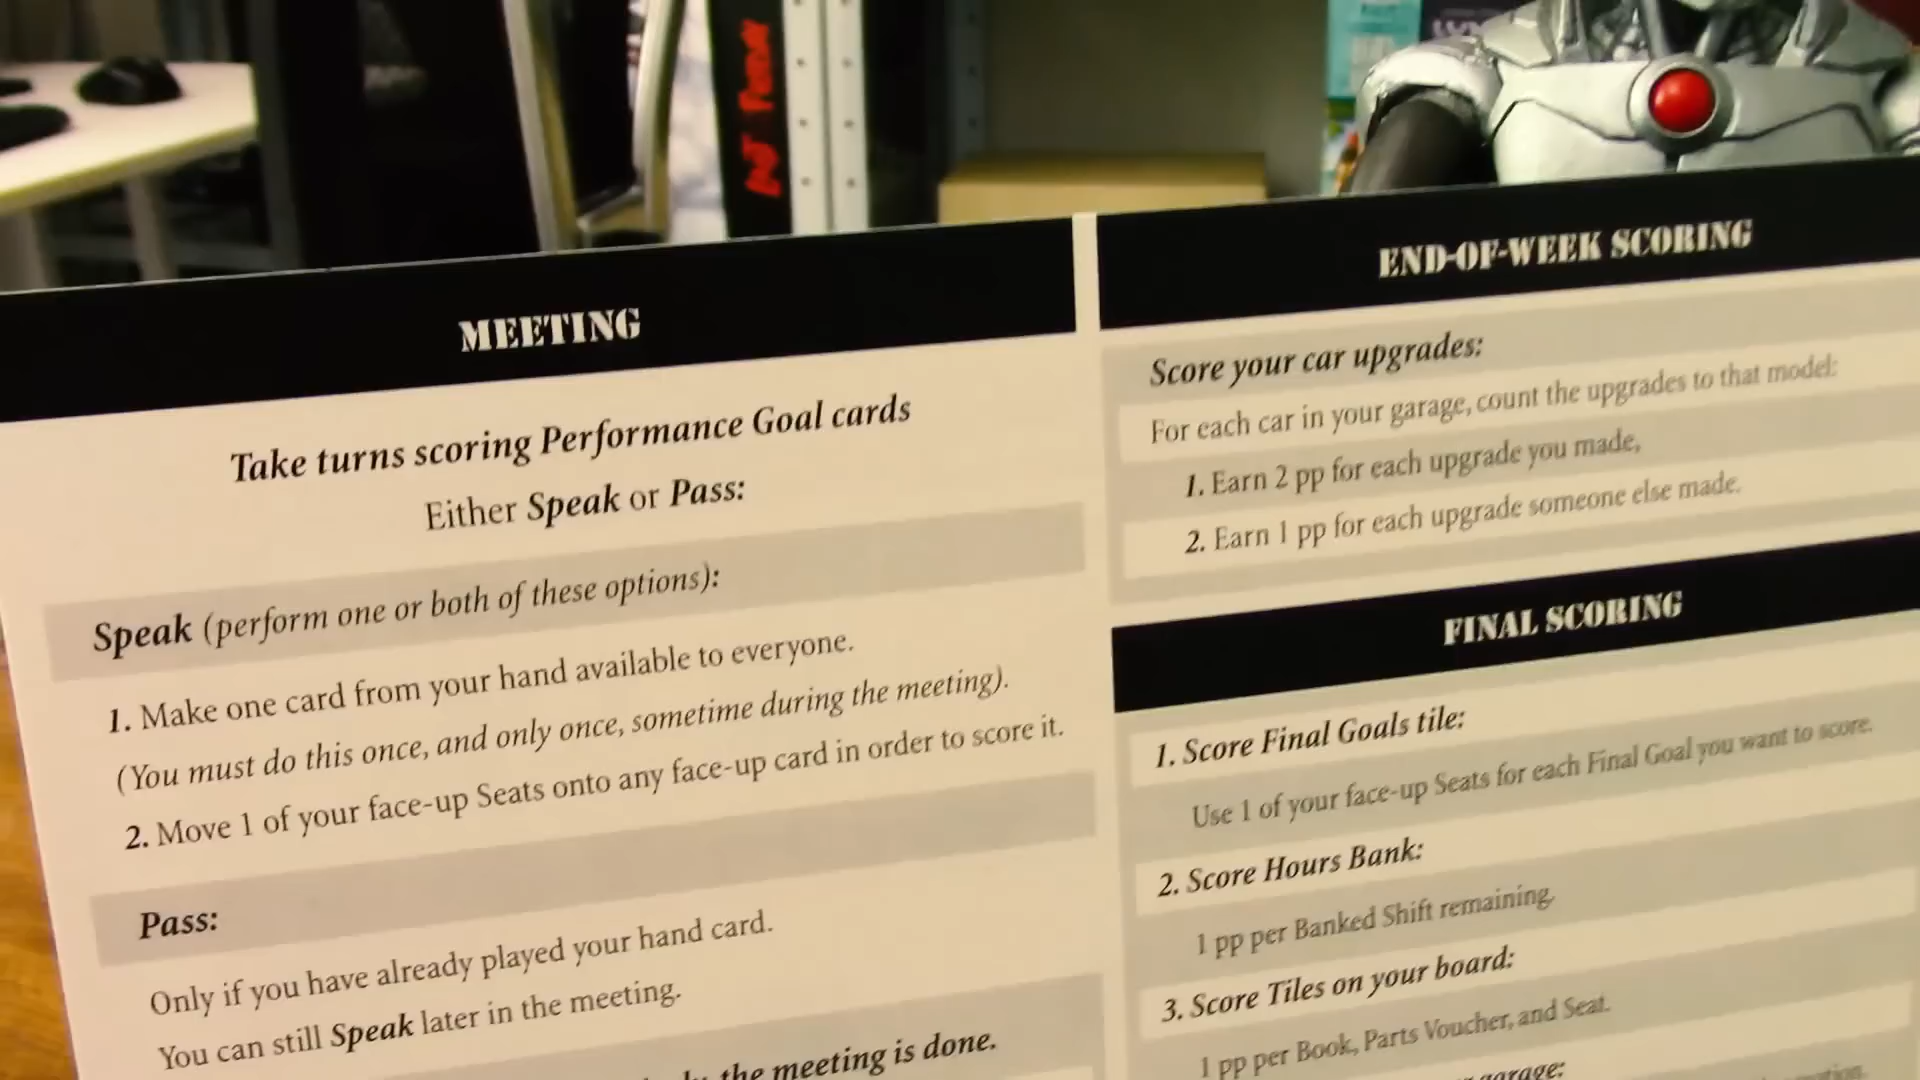 MEETING
Take turns scoring Performance Goal cards
Either Speak or Pass:
Speak (perform one or both of these options):
1. Make one card from your hand available to everyone.
(You must do this once, and only once, sometime during the meeting).
2. Move 1 of your face-up Seats onto any face-up card in order to score it.
Pass:
Only if you have already played your hand card.
You can still Speak later in the meeting.
the meeting is done.
END-OF-WEEK SCORING
Score your car upgrades:
For each car in your garage, count the upgrades to that model:
1. Earn 2 pp for each upgrade you made,
2. Earn 1 pp for each upgrade someone else made.
FINAL SCORING
1. Score Final Goals tile:
Use 1 of your face-up Seats for each Final Goal you want to score.
2. Score Hours Bank:
1 pp per Banked Shift remaining.
3. Score Tiles on your board:
1 pp per Book, Parts Voucher, and Seat.
garage: